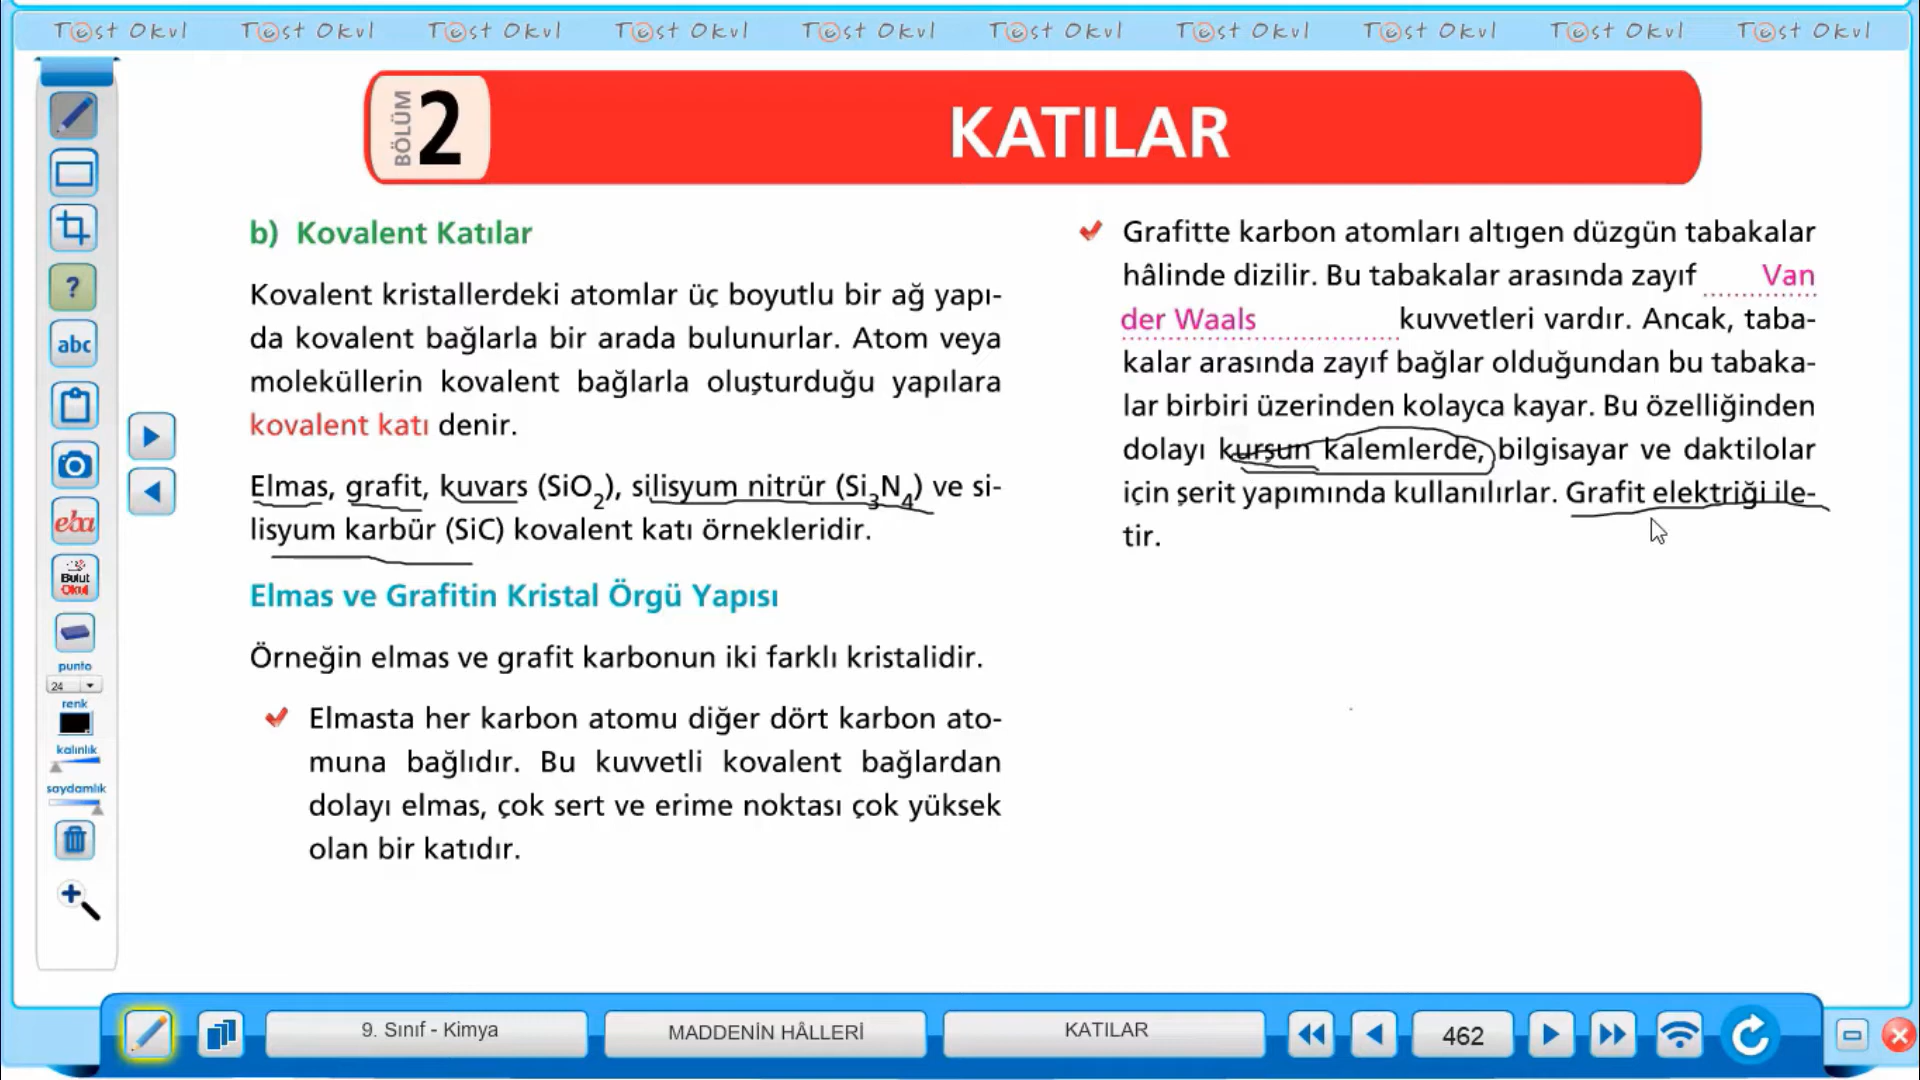 Test Okul Test Okul Test Okul Test Okul Test Okul Test Okul Test Okul Test Okul Test Okul Test Okul
BÖLÜM 2
KATILAR
b) Kovalent Katılar
Kovalent kristallerdeki atomlar üç boyutlu bir ağ yapı-
da kovalent bağlarla bir arada bulunurlar. Atom veya
moleküllerin kovalent bağlarla oluşturduğu yapılara
kovalent katı denir.
Elmas, grafit, kuvars (SiO2), silisyum nitrür (Si3N4) ve si-
lisyum karbür (SiC) kovalent katı örnekleridir.
Elmas ve Grafitin Kristal Örgü Yapısı
Örneğin elmas ve grafit karbonun iki farklı kristalidir.
Elmasta her karbon atomu diğer dört karbon ato-
muna bağlıdır. Bu kuvvetli kovalent bağlardan
dolayı elmas, çok sert ve erime noktası çok yüksek
olan bir katıdır.
Grafitte karbon atomları altıgen düzgün tabakalar
hâlinde dizilir. Bu tabakalar arasında zayıf Van
der Waals kuvvetleri vardır. Ancak, taba-
kalar arasında zayıf bağlar olduğundan bu tabaka-
lar birbiri üzerinden kolayca kayar. Bu özelliğinden
dolayı kurşun kalemlerde, bilgisayar ve daktilolar
için şerit yapımında kullanılırlar. Grafit elektriği ile-
tir.
?
abc
eba
Bulut
Okul
punto
24
renk
kalınlık
saydamlık
9. Sınıf - Kimya
MADDENİN HÂLLERİ
KATILAR
462